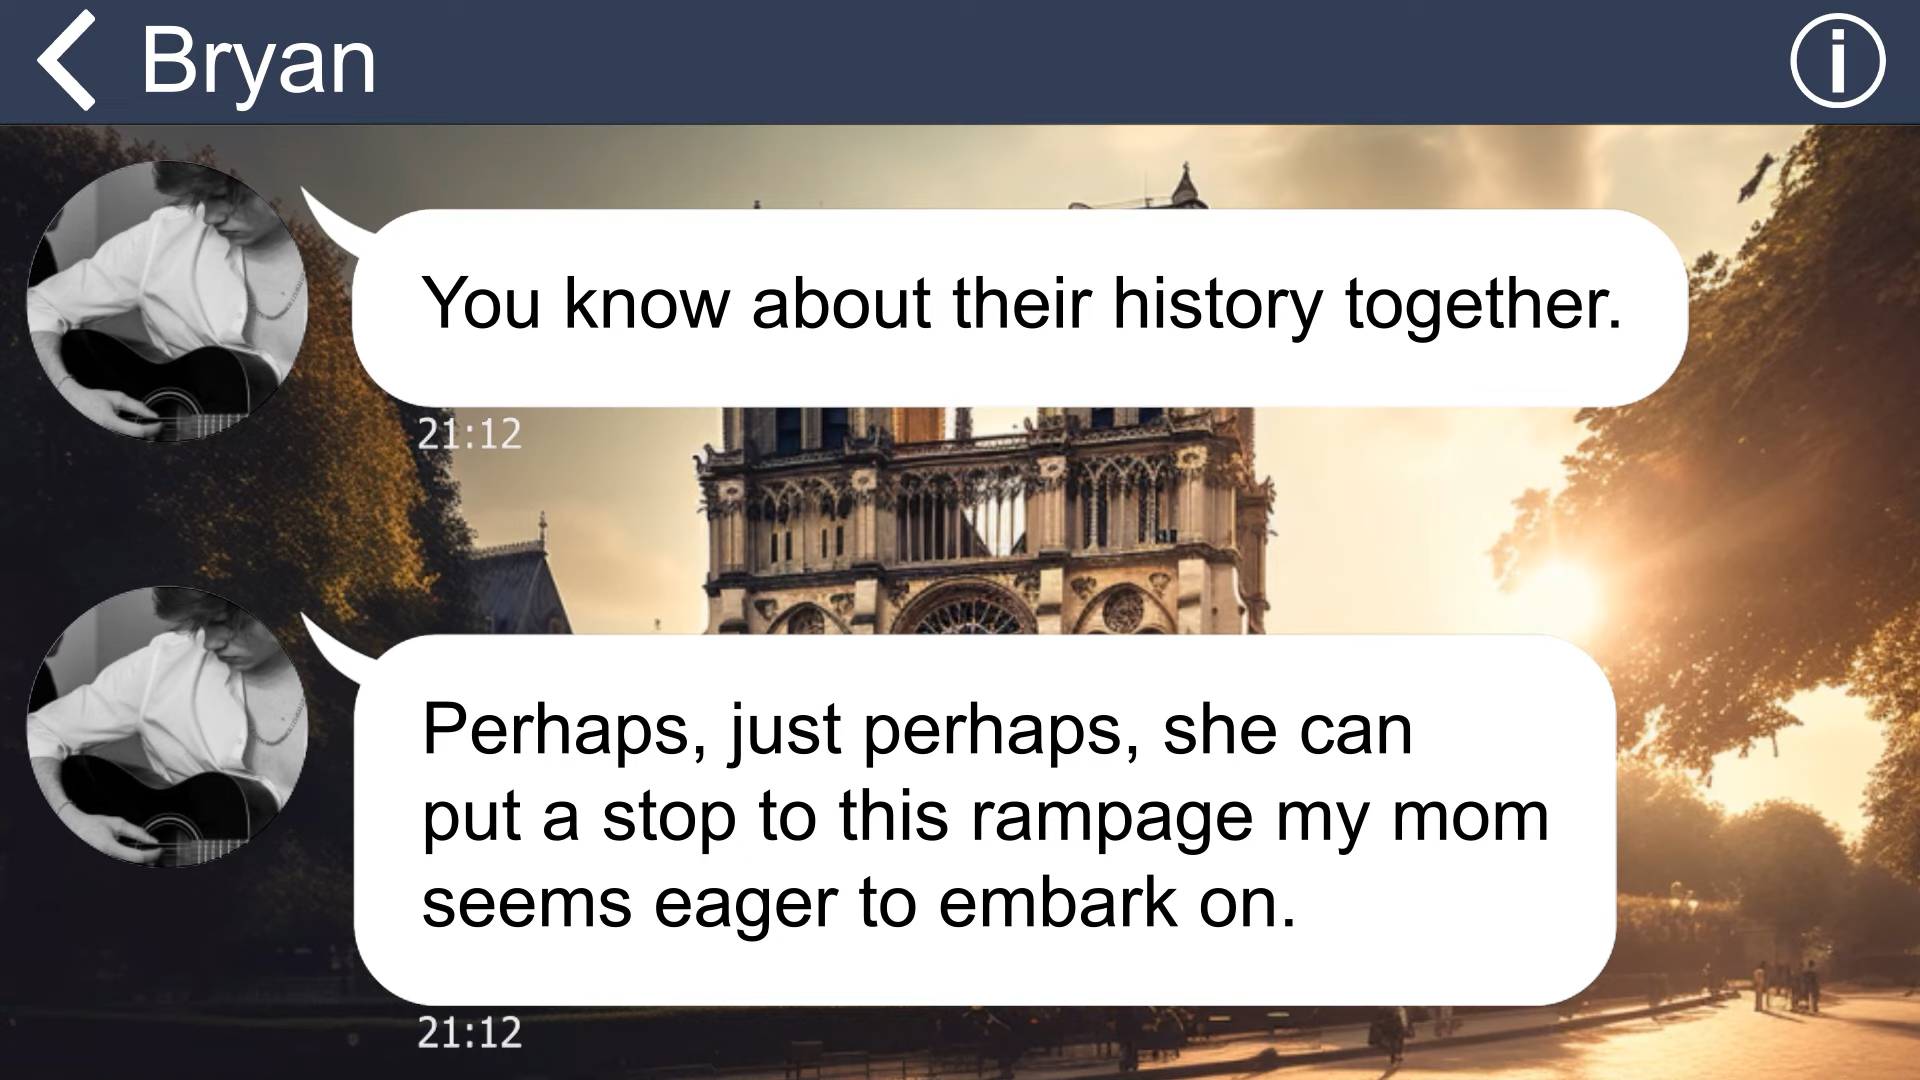 Bryan
You know about their history together.
21:12
Perhaps, just perhaps, she can
put a stop to this rampage my mom
seems eager to embark on.
21:12